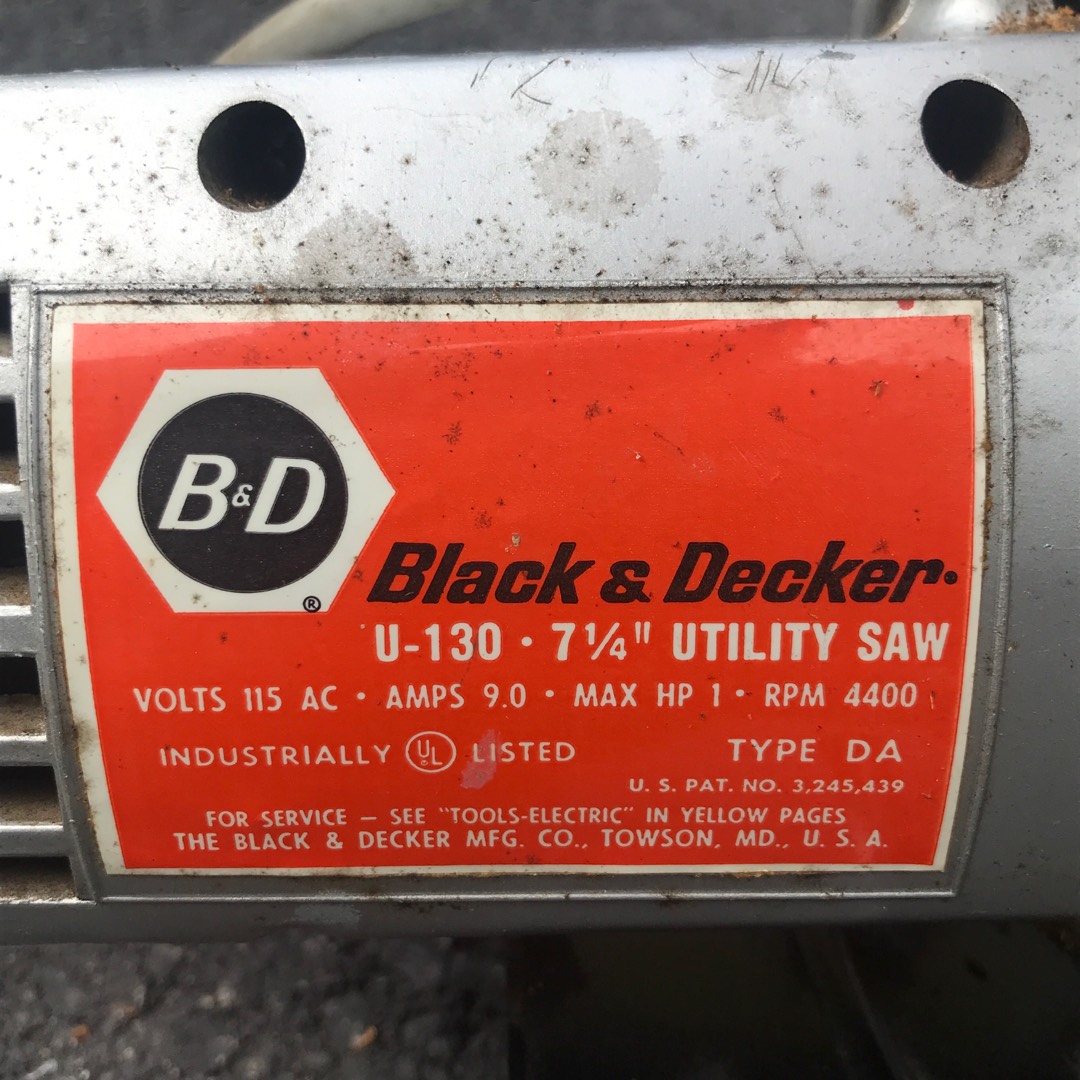 B&D
®
Black & Decker.
U-130 · 7 1/4" UTILITY SAW
VOLTS 115 AC · AMPS 9.0 · MAX HP 1 · RPM 4400
INDUSTRIALLY UL LISTED
TYPE DA
U. S. PAT. NO. 3,245,439
FOR SERVICE – SEE "TOOLS-ELECTRIC" IN YELLOW PAGES
THE BLACK & DECKER MFG. CO., TOWSON, MD., U. S. A.